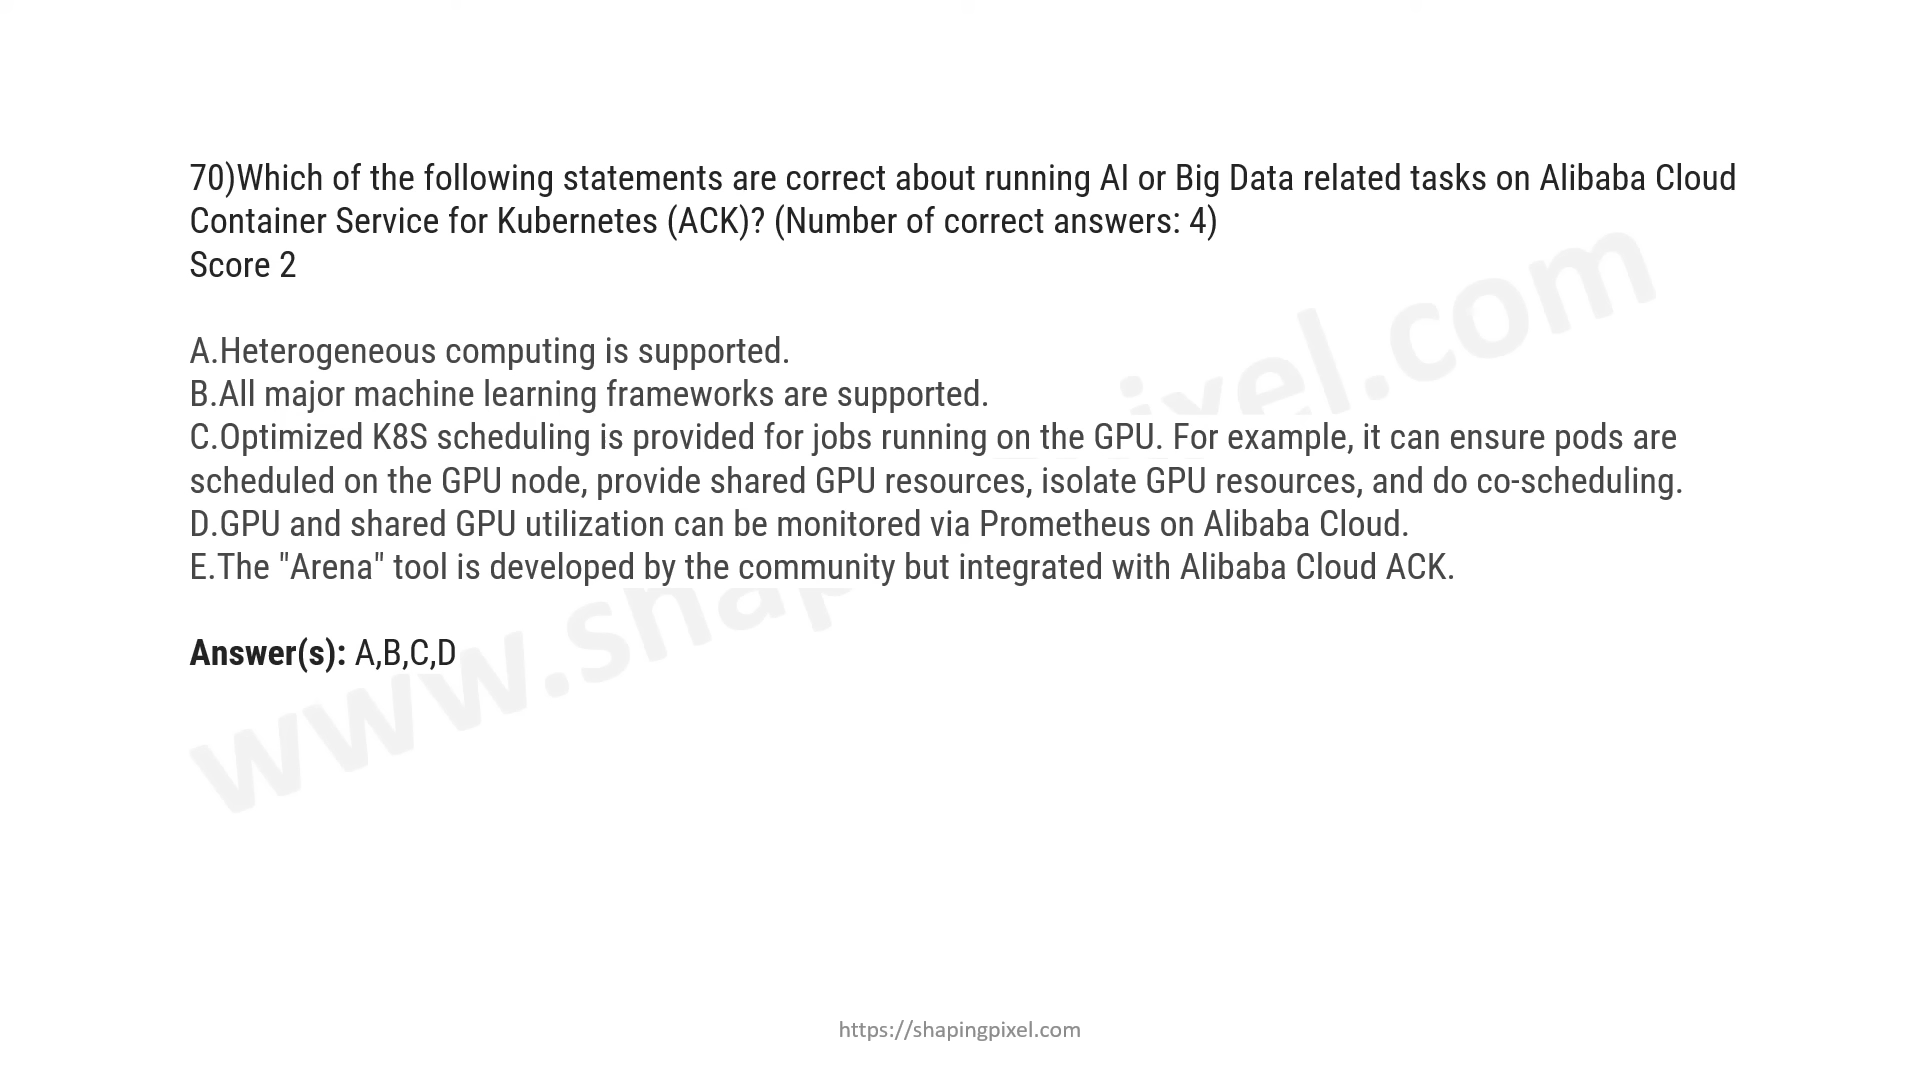 70)Which of the following statements are correct about running AI or Big Data related tasks on Alibaba Cloud
Container Service for Kubernetes (ACK)? (Number of correct answers: 4)
Score 2
A.Heterogeneous computing is supported.
B.All major machine learning frameworks are supported.
C.Optimized K8S scheduling is provided for jobs running on the GPU. For example, it can ensure pods are
scheduled on the GPU node, provide shared GPU resources, isolate GPU resources, and do co-scheduling.
D.GPU and shared GPU utilization can be monitored via Prometheus on Alibaba Cloud.
E.The "Arena" tool is developed by the community but integrated with Alibaba Cloud ACK.
Answer(s): A,B,C,D
www.shapingpixel.com
https://shapingpixel.com